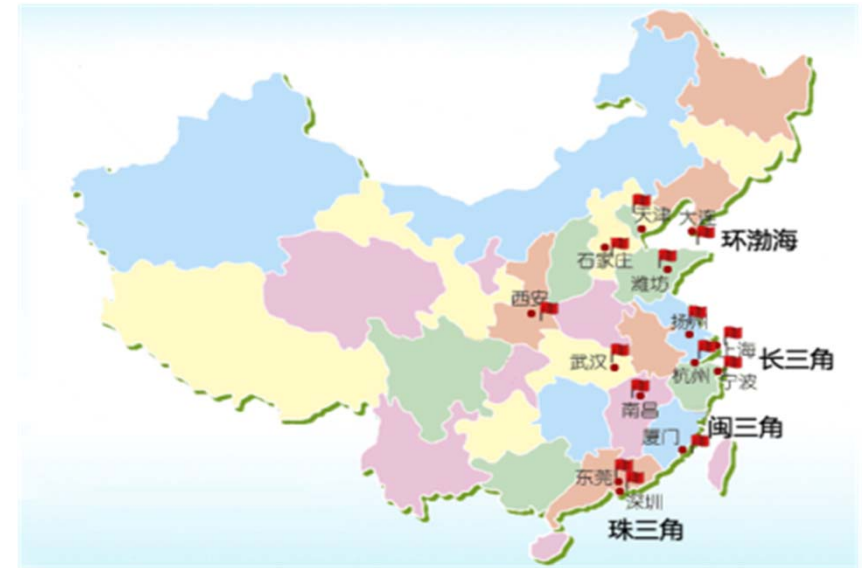 天津
大连
环渤海
石家庄
潍坊
西安
扬州
上海
长三角
武汉
杭州
宁波
南昌
闽三角
厦门
东莞
深圳
珠三角